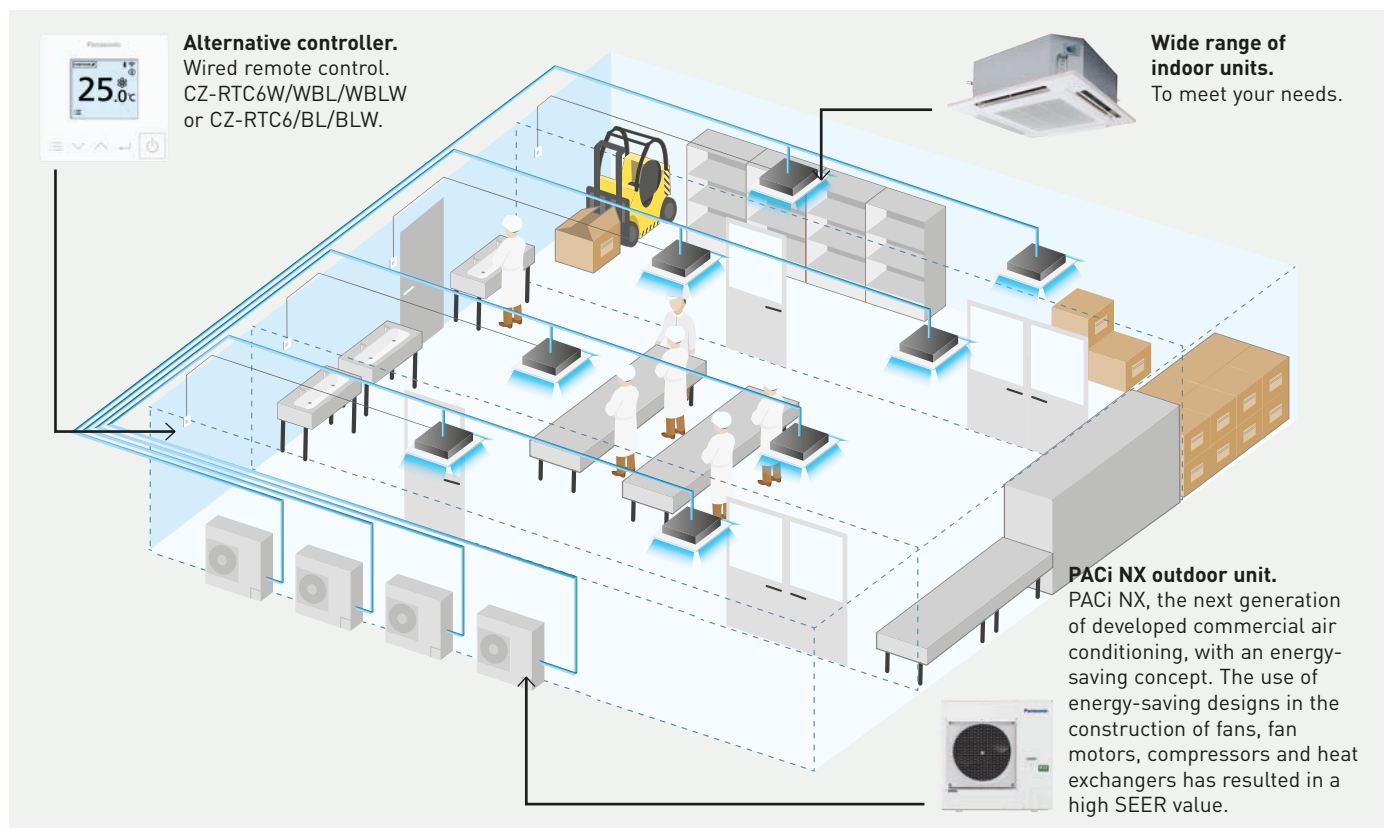 Panasonic
25.0°C
Alternative controller.
Wired remote control.
CZ-RTC6W/WBL/WBLW
or CZ-RTC6/BL/BLW.
Wide range of
indoor units.
To meet your needs.
PACi NX outdoor unit.
PACi NX, the next generation
of developed commercial air
conditioning, with an energy-
saving concept. The use of
energy-saving designs in the
construction of fans, fan
motors, compressors and heat
exchangers has resulted in a
high SEER value.
Panasonic